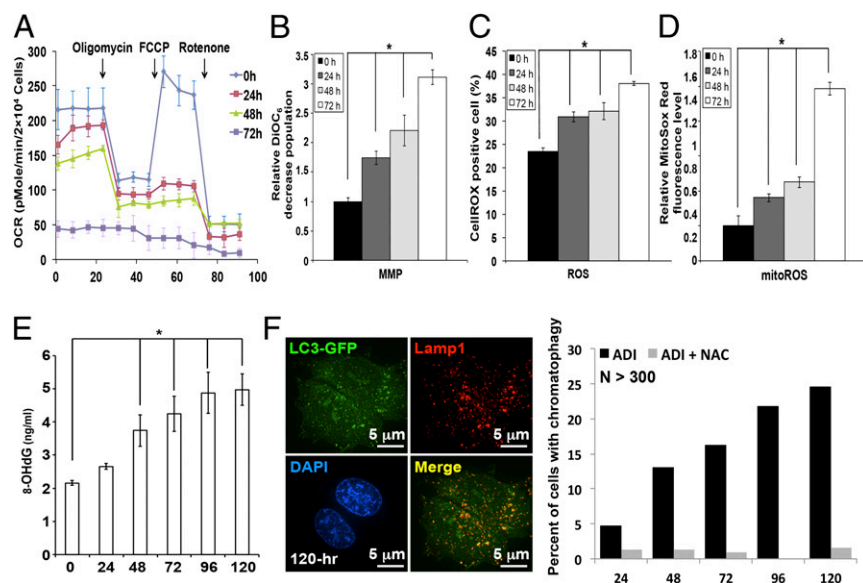 A
Oligomycin FCCP Rotenone
OCR (pMole/min/2×10⁴ Cells)
300
250
200
150
100
50
0
0 20 40 60 80 100
0h
24h
48h
72h
B
Relative DiOC₆
decrease population
3.5
3
2.5
2
1.5
1
0.5
0
0 h
24 h
48 h
72 h
*
MMP
C
CellROX positive cell (%)
45
40
35
30
25
20
15
10
5
0
0 h
24 h
48 h
72 h
*
ROS
D
Relative MitoSox Red
fluorescence level
1.8
1.6
1.4
1.2
1
0.8
0.6
0.4
0.2
0
0 h
24 h
48 h
72 h
*
mitoROS
E
8-OHdG (ng/ml)
6
5
4
3
2
1
0
*
0 24 48 72 96 120
F
LC3-GFP
5 μm
Lamp1
5 μm
DAPI
120-hr
5 μm
Merge
5 μm
Percent of cells with chromatophagy
30
25
20
15
10
5
0
ADI ADI + NAC
N > 300
24 48 72 96 120